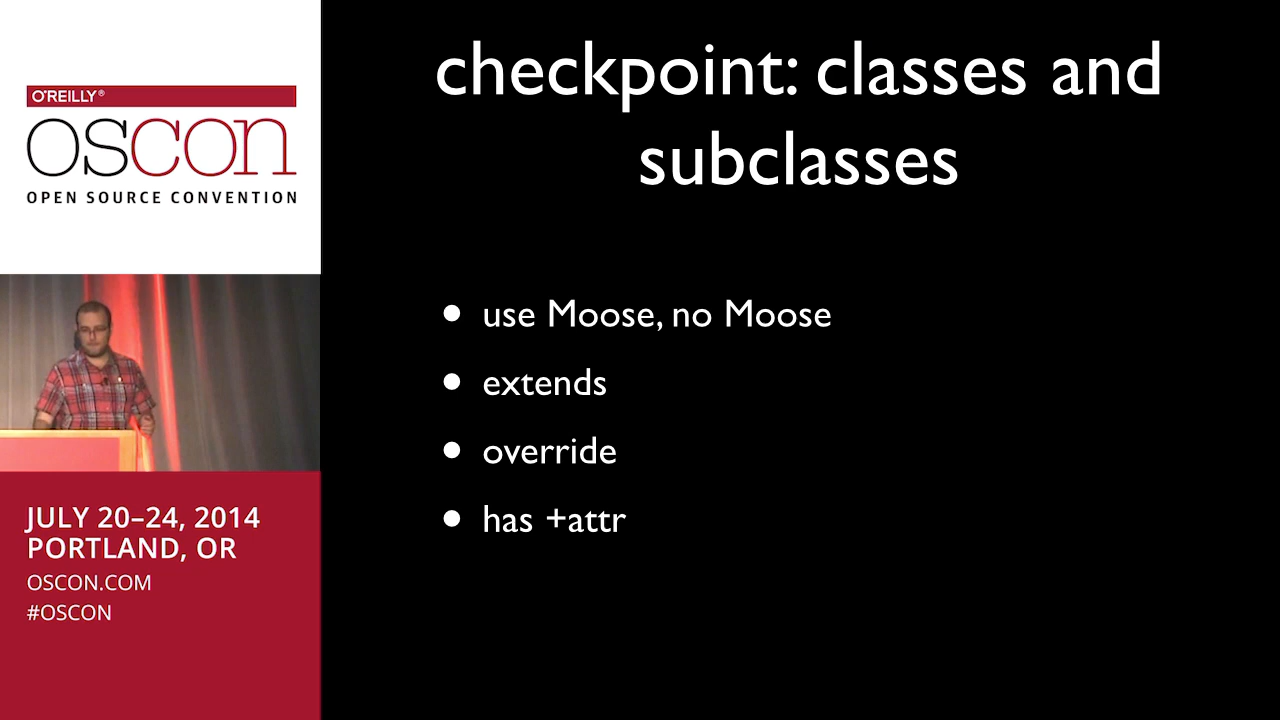 O'REILLY®
OSCON
OPEN SOURCE CONVENTION
JULY 20–24, 2014
PORTLAND, OR
OSCON.COM
#OSCON
checkpoint: classes and
subclasses
• use Moose, no Moose
• extends
• override
• has +attr